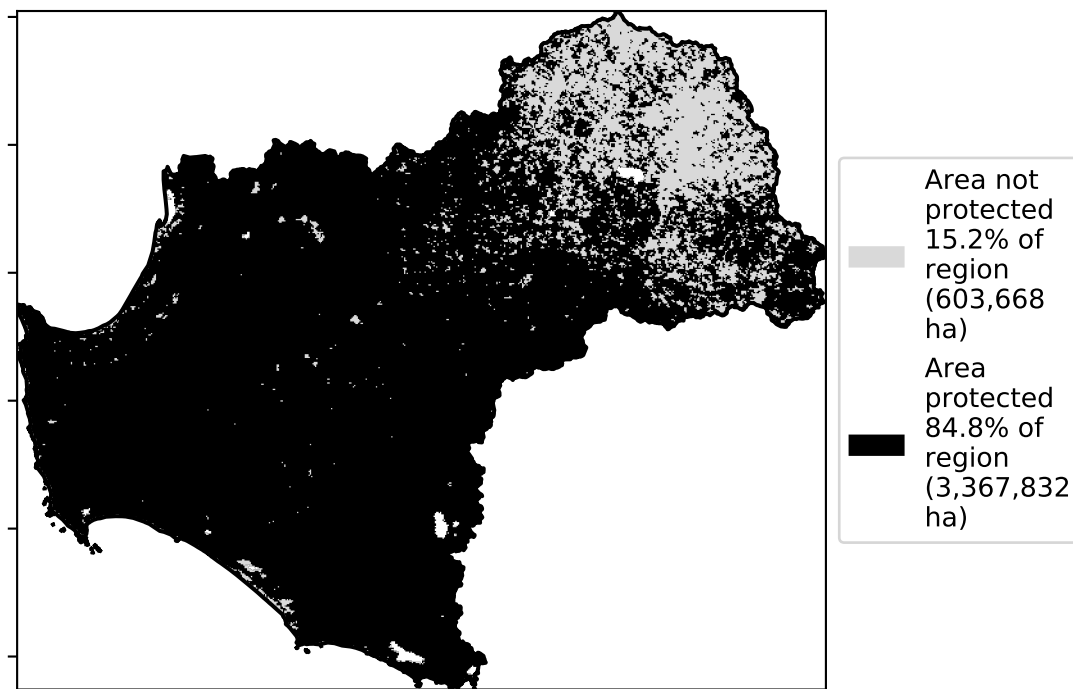 Area not
protected
15.2% of
region
(603,668
ha)
Area
protected
84.8% of
region
(3,367,832
ha)